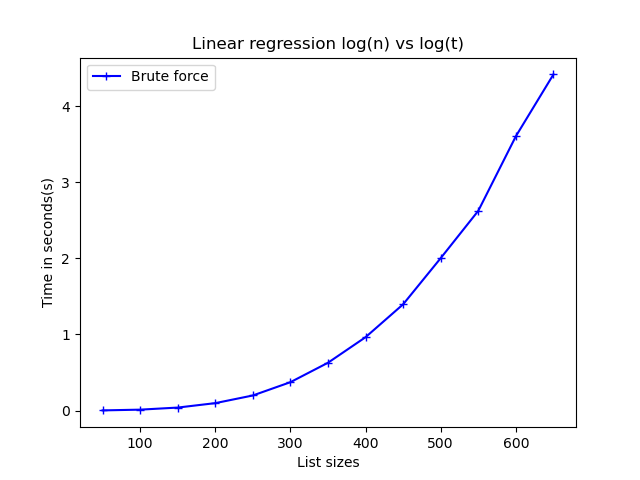 Linear regression log(n) vs log(t)
Brute force
Time in seconds(s)
4
3
2
1
0
100 200 300 400 500 600
List sizes